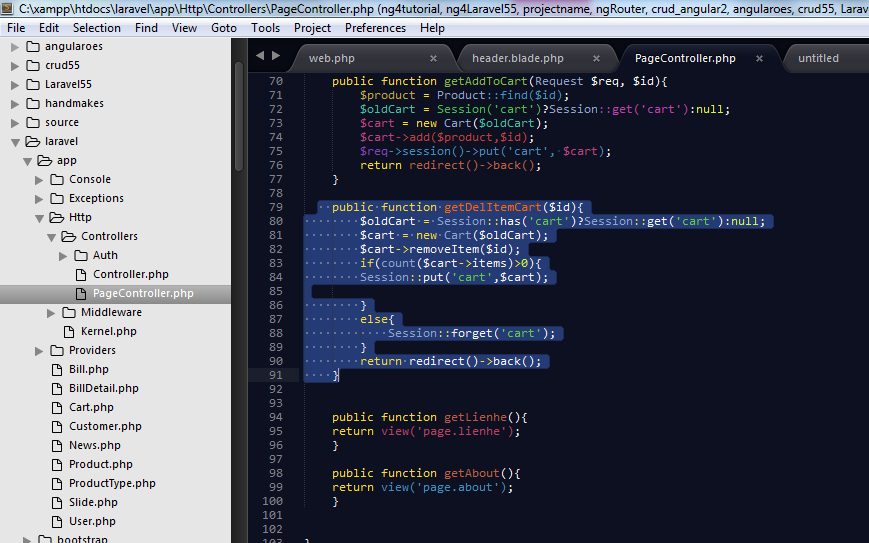 C:\xampp\htdocs\laravel\app\Http\Controllers\PageController.php (ng4tutorial, ng4Laravel55, projectname, ngRouter, crud_angular2, angularoes, crud55, Larav
File Edit Selection Find View Goto Tools Project Preferences Help
angularoes
crud55
Laravel55
handmakes
source
laravel
app
Console
Exceptions
Http
Controllers
Auth
Controller.php
PageController.php
Middleware
Kernel.php
Providers
Bill.php
BillDetail.php
Cart.php
Customer.php
News.php
Product.php
ProductType.php
Slide.php
User.php
bootstrap
web.php × header.blade.php × PageController.php × untitled
70 public function getAddToCart(Request $req, $id){
71 $product = Product::find($id);
72 $oldCart = Session('cart')?Session::get('cart'):null;
73 $cart = new Cart($oldCart);
74 $cart->add($product,$id);
75 $req->session()->put('cart', $cart);
76 return redirect()->back();
77 }
78
79 public function getDelItemCart($id){
80 $oldCart = Session::has('cart')?Session::get('cart'):null;
81 $cart = new Cart($oldCart);
82 $cart->removeItem($id);
83 if(count($cart->items)>0){
84 Session::put('cart',$cart);
85
86 }
87 else{
88 Session::forget('cart');
89 }
90 return redirect()->back();
91 }
92
93
94 public function getLienhe(){
95 return view('page.lienhe');
96 }
97
98 public function getAbout(){
99 return view('page.about');
100 }
101
102
103 }